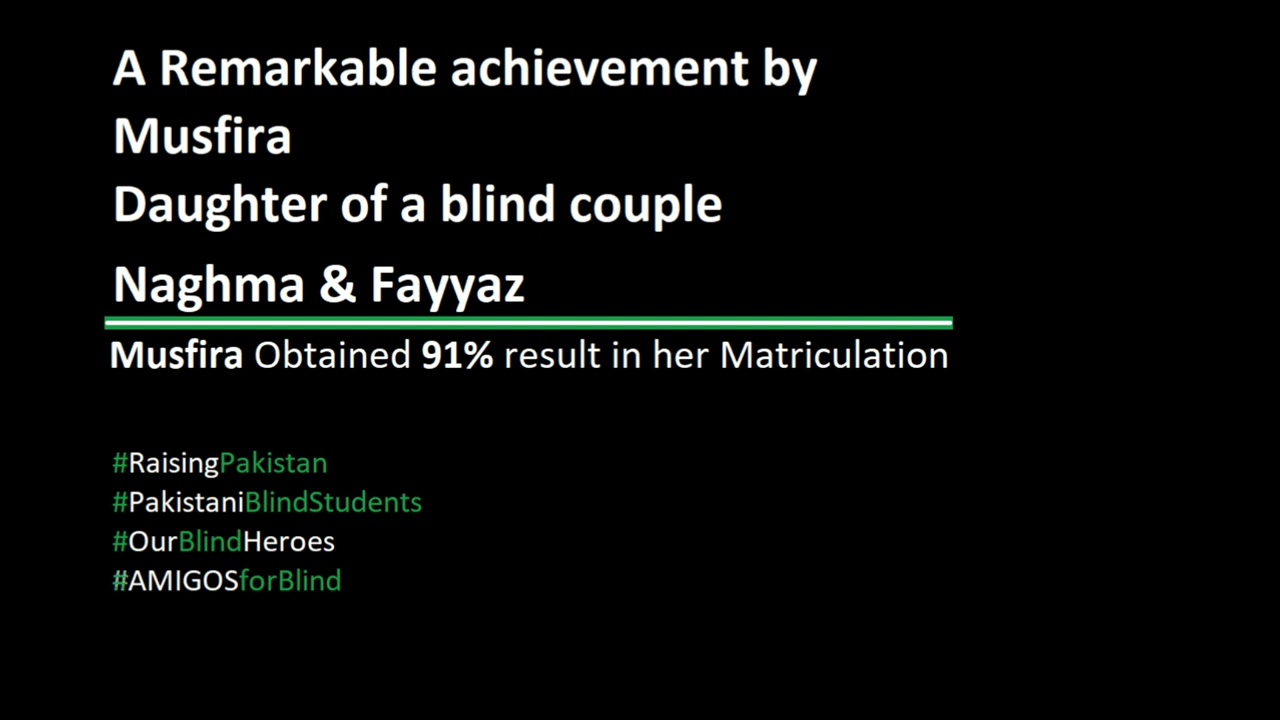 A Remarkable achievement by
Musfira
Daughter of a blind couple
Naghma & Fayyaz
Musfira Obtained 91% result in her Matriculation
#RaisingPakistan
#PakistaniBlindStudents
#OurBlindHeroes
#AMIGOSforBlind